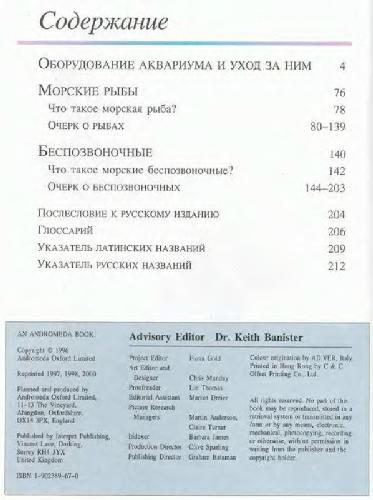 Содержание
Оборудование аквариума и уход за ним 4
Морские рыбы 76
Что такое морская рыба? 78
Очерк о рыбах 80–139
Беспозвоночные 140
Что такое морские беспозвоночные? 142
Очерк о беспозвоночных 144–203
Послесловие к русскому изданию 204
Глоссарий 206
Указатель латинских названий 209
Указатель русских названий 212
AN ANDROMEDA BOOK
Copyright © 1996
Andromeda Oxford Limited
Reprinted 1997, 1998, 2000
Planned and produced by
Andromeda Oxford Limited,
11-13 The Vineyard,
Abingdon, Oxfordshire,
OX14 3PX, England
Published by Interpet Publishing,
Vincent Lane, Dorking,
Surrey RH4 3YX
United Kingdom
ISBN 1-902389-67-0
Advisory Editor Dr. Keith Banister
Project Editor Fiona Gold
Art Editor and
Designer Chris Munday
Proofreader Lin Thomas
Editorial Assistant Marian Dreier
Picture Research
Managers Martin Anderson,
Claire Turner
Indexer Barbara James
Production Director Clive Sparling
Publishing Director Graham Bateman
Colour origination by Italy
Printed in Hong Kong by C & C
Offset Printing Co., Ltd.
All rights reserved. No part of this
book may be reproduced, stored in a
retrieval system or transmitted in any
form or by any means, electronic,
mechanical, photocopying, recording
or otherwise, without permission in
writing from the publisher and the
copyright holder.